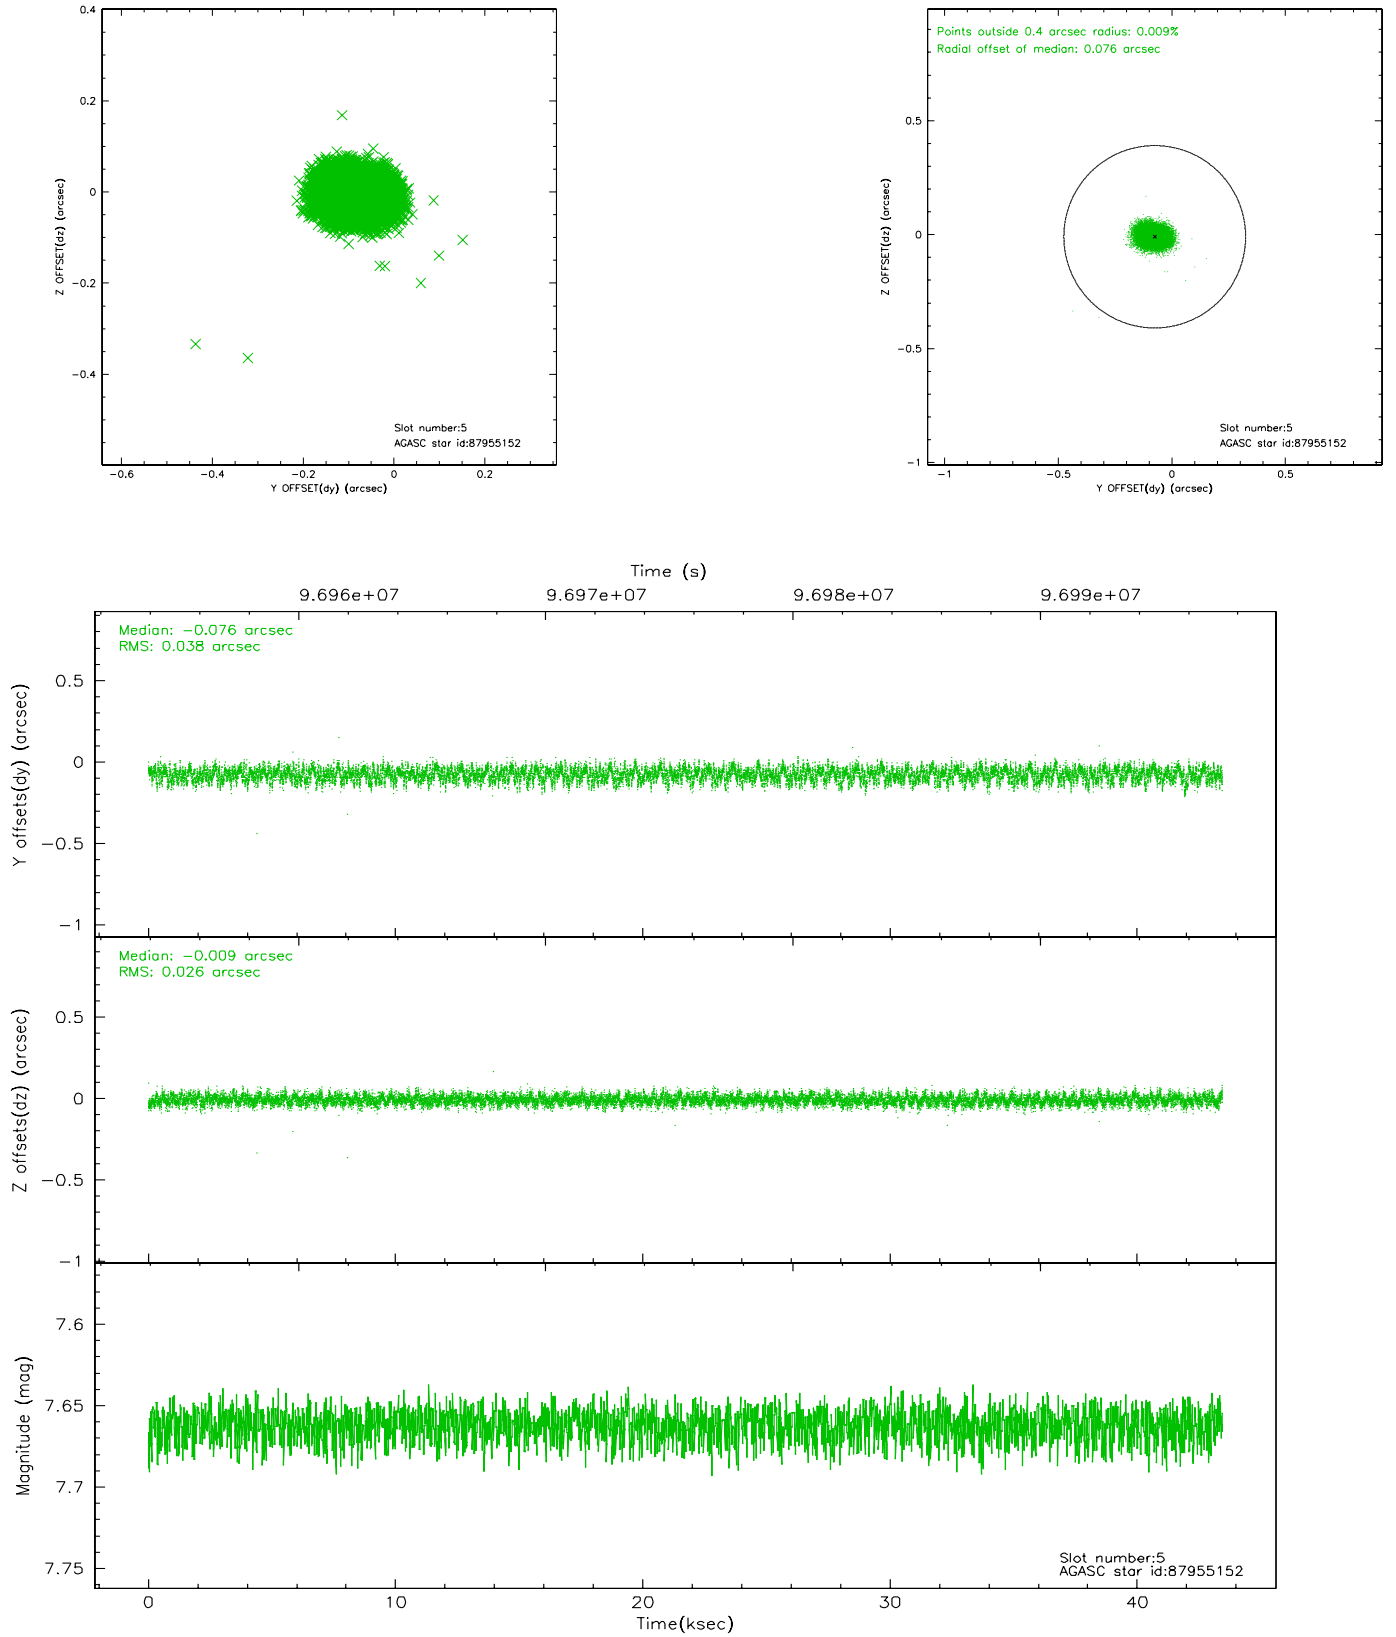 0.4
0.2
0
−0.2
−0.4
Z OFFSET(dz) (arcsec)
Slot number:5
AGASC star id:87955152
−0.6 −0.4 −0.2 0 0.2
Y OFFSET(dy) (arcsec)
Points outside 0.4 arcsec radius: 0.009%
Radial offset of median: 0.076 arcsec
0.5
0
−0.5
−1
Z OFFSET(dz) (arcsec)
Slot number:5
AGASC star id:87955152
−1 −0.5 0 0.5
Y OFFSET(dy) (arcsec)
Time (s)
9.696e+07 9.697e+07 9.698e+07 9.699e+07
Median: −0.076 arcsec
RMS: 0.038 arcsec
0.5
0
−0.5
−1
Y offsets(dy) (arcsec)
Median: −0.009 arcsec
RMS: 0.026 arcsec
0.5
0
−0.5
−1
Z offsets(dz) (arcsec)
7.6
7.65
7.7
7.75
Magnitude (mag)
Slot number:5
AGASC star id:87955152
0 10 20 30 40
Time(ksec)